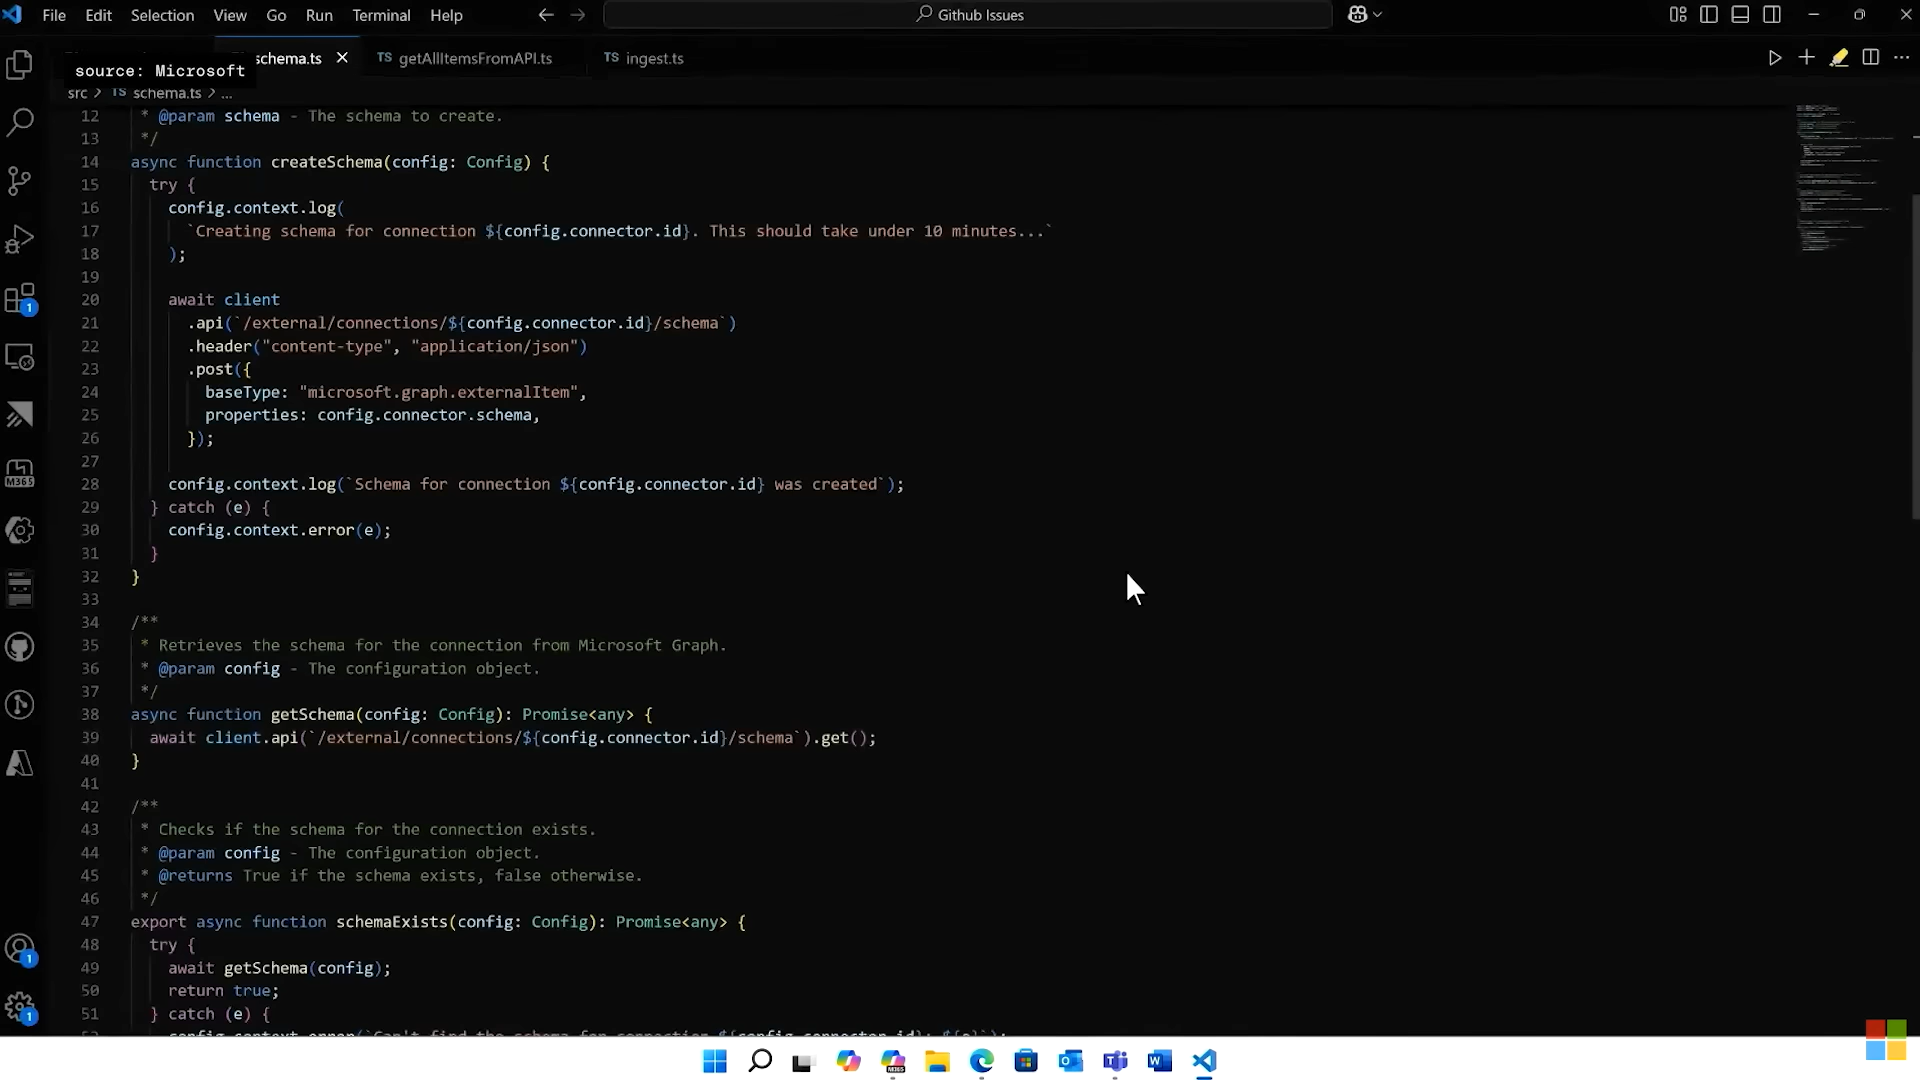 File Edit Selection View Go Run Terminal Help
Github Issues
schema.ts
TS getAllItemsFromAPI.ts
TS ingest.ts
source: Microsoft
src > TS schema.ts > ...
12 * @param schema - The schema to create.
13 */
14 async function createSchema(config: Config) {
15 try {
16 config.context.log(
17 `Creating schema for connection ${config.connector.id}. This should take under 10 minutes...`
18 );
19
20 await client
21 .api(`/external/connections/${config.connector.id}/schema`)
22 .header("content-type", "application/json")
23 .post({
24 baseType: "microsoft.graph.externalItem",
25 properties: config.connector.schema,
26 });
27
28 config.context.log(`Schema for connection ${config.connector.id} was created`);
29 } catch (e) {
30 config.context.error(e);
31 }
32 }
33
34 /**
35 * Retrieves the schema for the connection from Microsoft Graph.
36 * @param config - The configuration object.
37 */
38 async function getSchema(config: Config): Promise<any> {
39 await client.api(`/external/connections/${config.connector.id}/schema`).get();
40 }
41
42 /**
43 * Checks if the schema for the connection exists.
44 * @param config - The configuration object.
45 * @returns True if the schema exists, false otherwise.
46 */
47 export async function schemaExists(config: Config): Promise<any> {
48 try {
49 await getSchema(config);
50 return true;
51 } catch (e) {
1
M365
1
1
M365